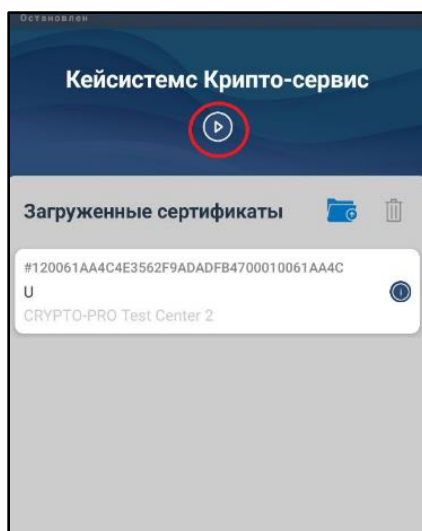 Остановлен
Кейсистемс Крипто-сервис
Загруженные сертификаты
#120061AA4C4E3562F9ADADFB4700010061AA4C
U
CRYPTO-PRO Test Center 2